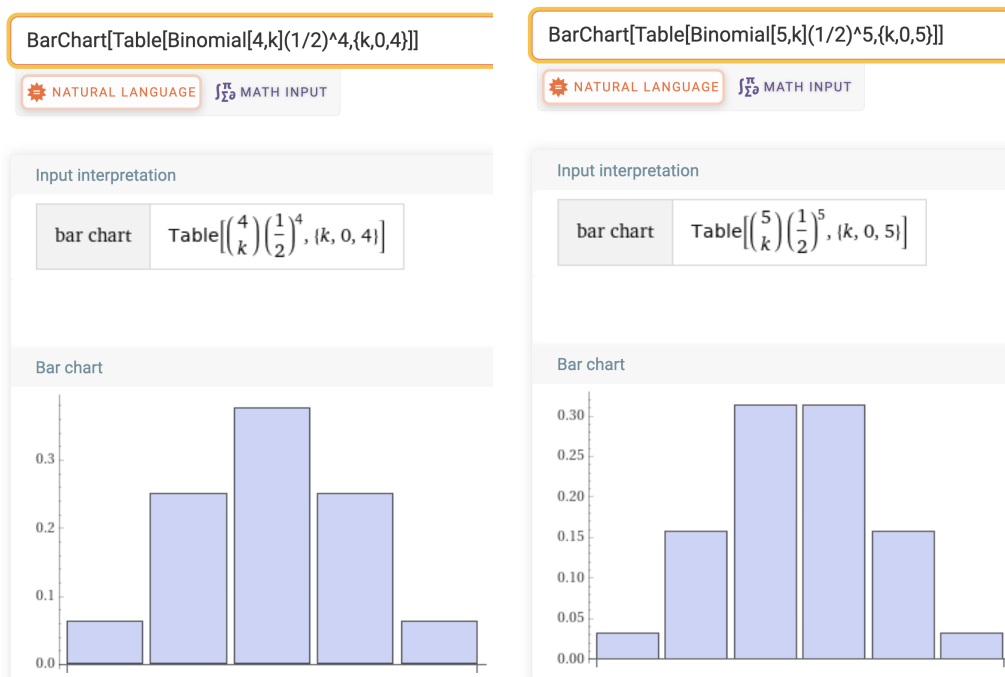 BarChart[Table[Binomial[4,k](1/2)^4,{k,0,4}]]
NATURAL LANGUAGE
∫π Σ∂ MATH INPUT
Input interpretation
bar chart
Table[(4 k) (1/2)^4, {k, 0, 4}]
Bar chart
0.3
0.2
0.1
0.0
BarChart[Table[Binomial[5,k](1/2)^5,{k,0,5}]]
NATURAL LANGUAGE
∫π Σ∂ MATH INPUT
Input interpretation
bar chart
Table[(5 k) (1/2)^5, {k, 0, 5}]
Bar chart
0.30
0.25
0.20
0.15
0.10
0.05
0.00